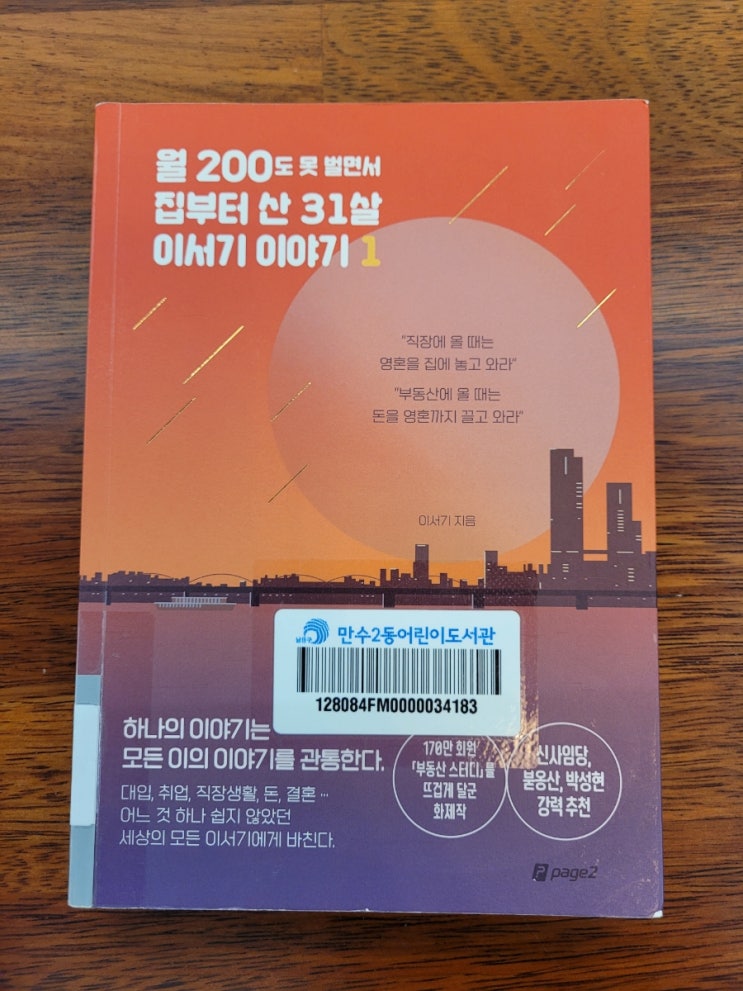 월 200도 못 벌면서
집부터 산 31살
이서기 이야기 1
"직장에 올 때는
영혼을 집에 놓고 와라"
"부동산에 올 때는
돈을 영혼까지 끌고 와라"
이서기 지음
남동구 만수2동어린이도서관
128084FM0000034183
하나의 이야기는
모든 이의 이야기를 관통한다.
대입, 취업, 직장생활, 돈, 결혼 …
어느 것 하나 쉽지 않았던
세상의 모든 이서기에게 바친다.
170만 회원
「부동산 스터디」를
뜨겁게 달군
화제작
신사임당,
붇옹산, 박성현
강력 추천
page2